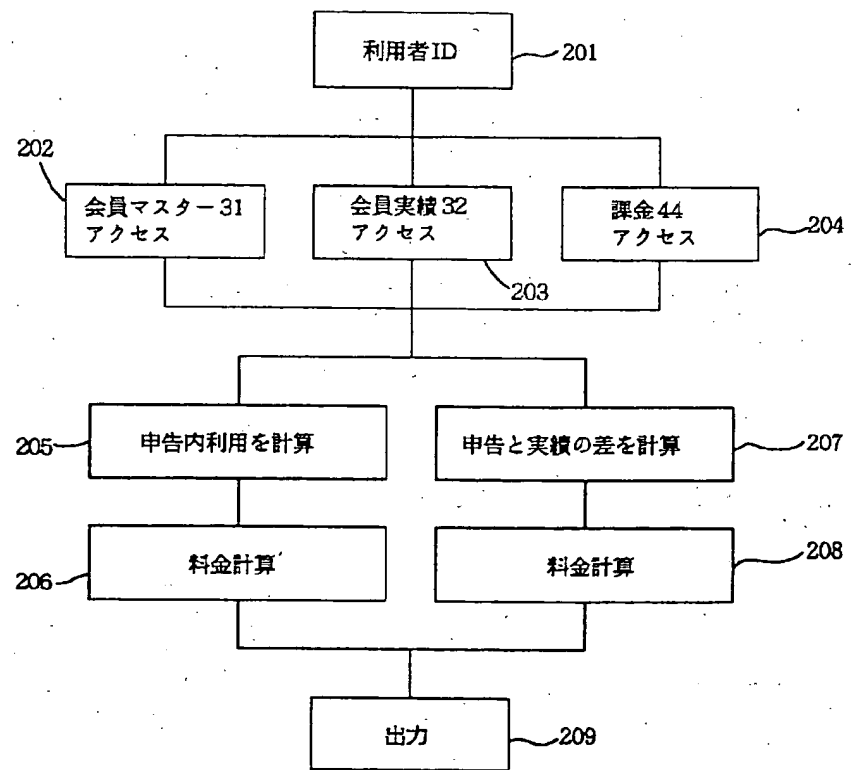 利用者ID
201
202
会員マスター31
アクセス
会員実績32
アクセス
203
課金44
アクセス
204
205
申告内利用を計算
申告と実績の差を計算
207
206
料金計算
料金計算
208
出力
209